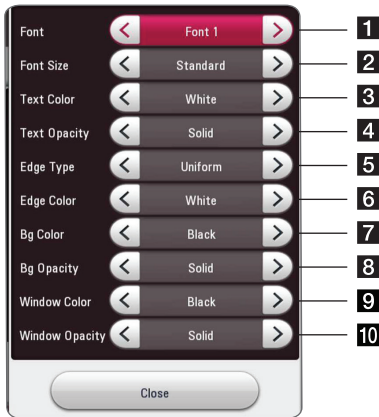 Font < Font 1 > 1
Font Size < Standard > 2
Text Color < White > 3
Text Opacity < Solid > 4
Edge Type < Uniform > 5
Edge Color < White > 6
Bg Color < Black > 7
Bg Opacity < Solid > 8
Window Color < Black > 9
Window Opacity < Solid > 10
Close